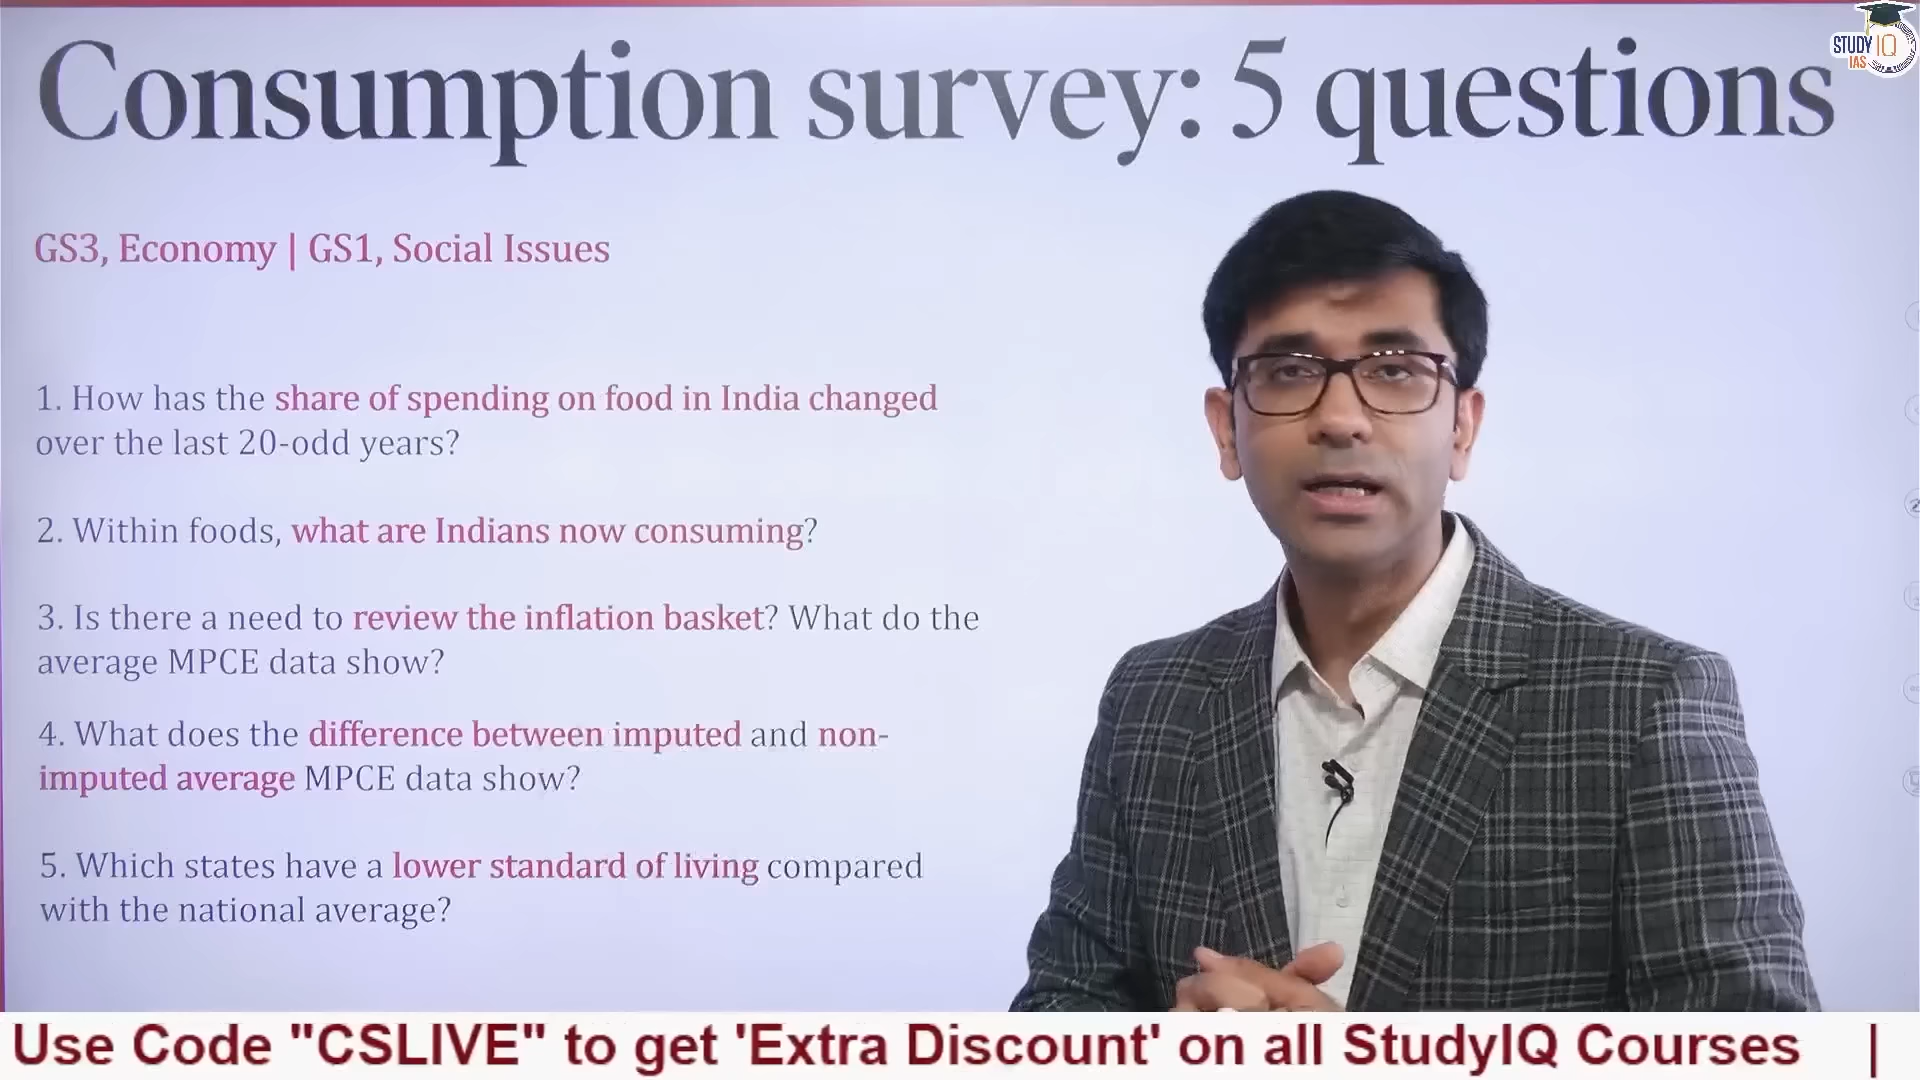 Consumption survey: 5 questions
STUDY IQ
IAS
GS3, Economy | GS1, Social Issues
1. How has the share of spending on food in India changed
over the last 20-odd years?
2. Within foods, what are Indians now consuming?
3. Is there a need to review the inflation basket? What do the
average MPCE data show?
4. What does the difference between imputed and non-
imputed average MPCE data show?
5. Which states have a lower standard of living compared
with the national average?
Use Code "CSLIVE" to get 'Extra Discount' on all StudyIQ Courses |